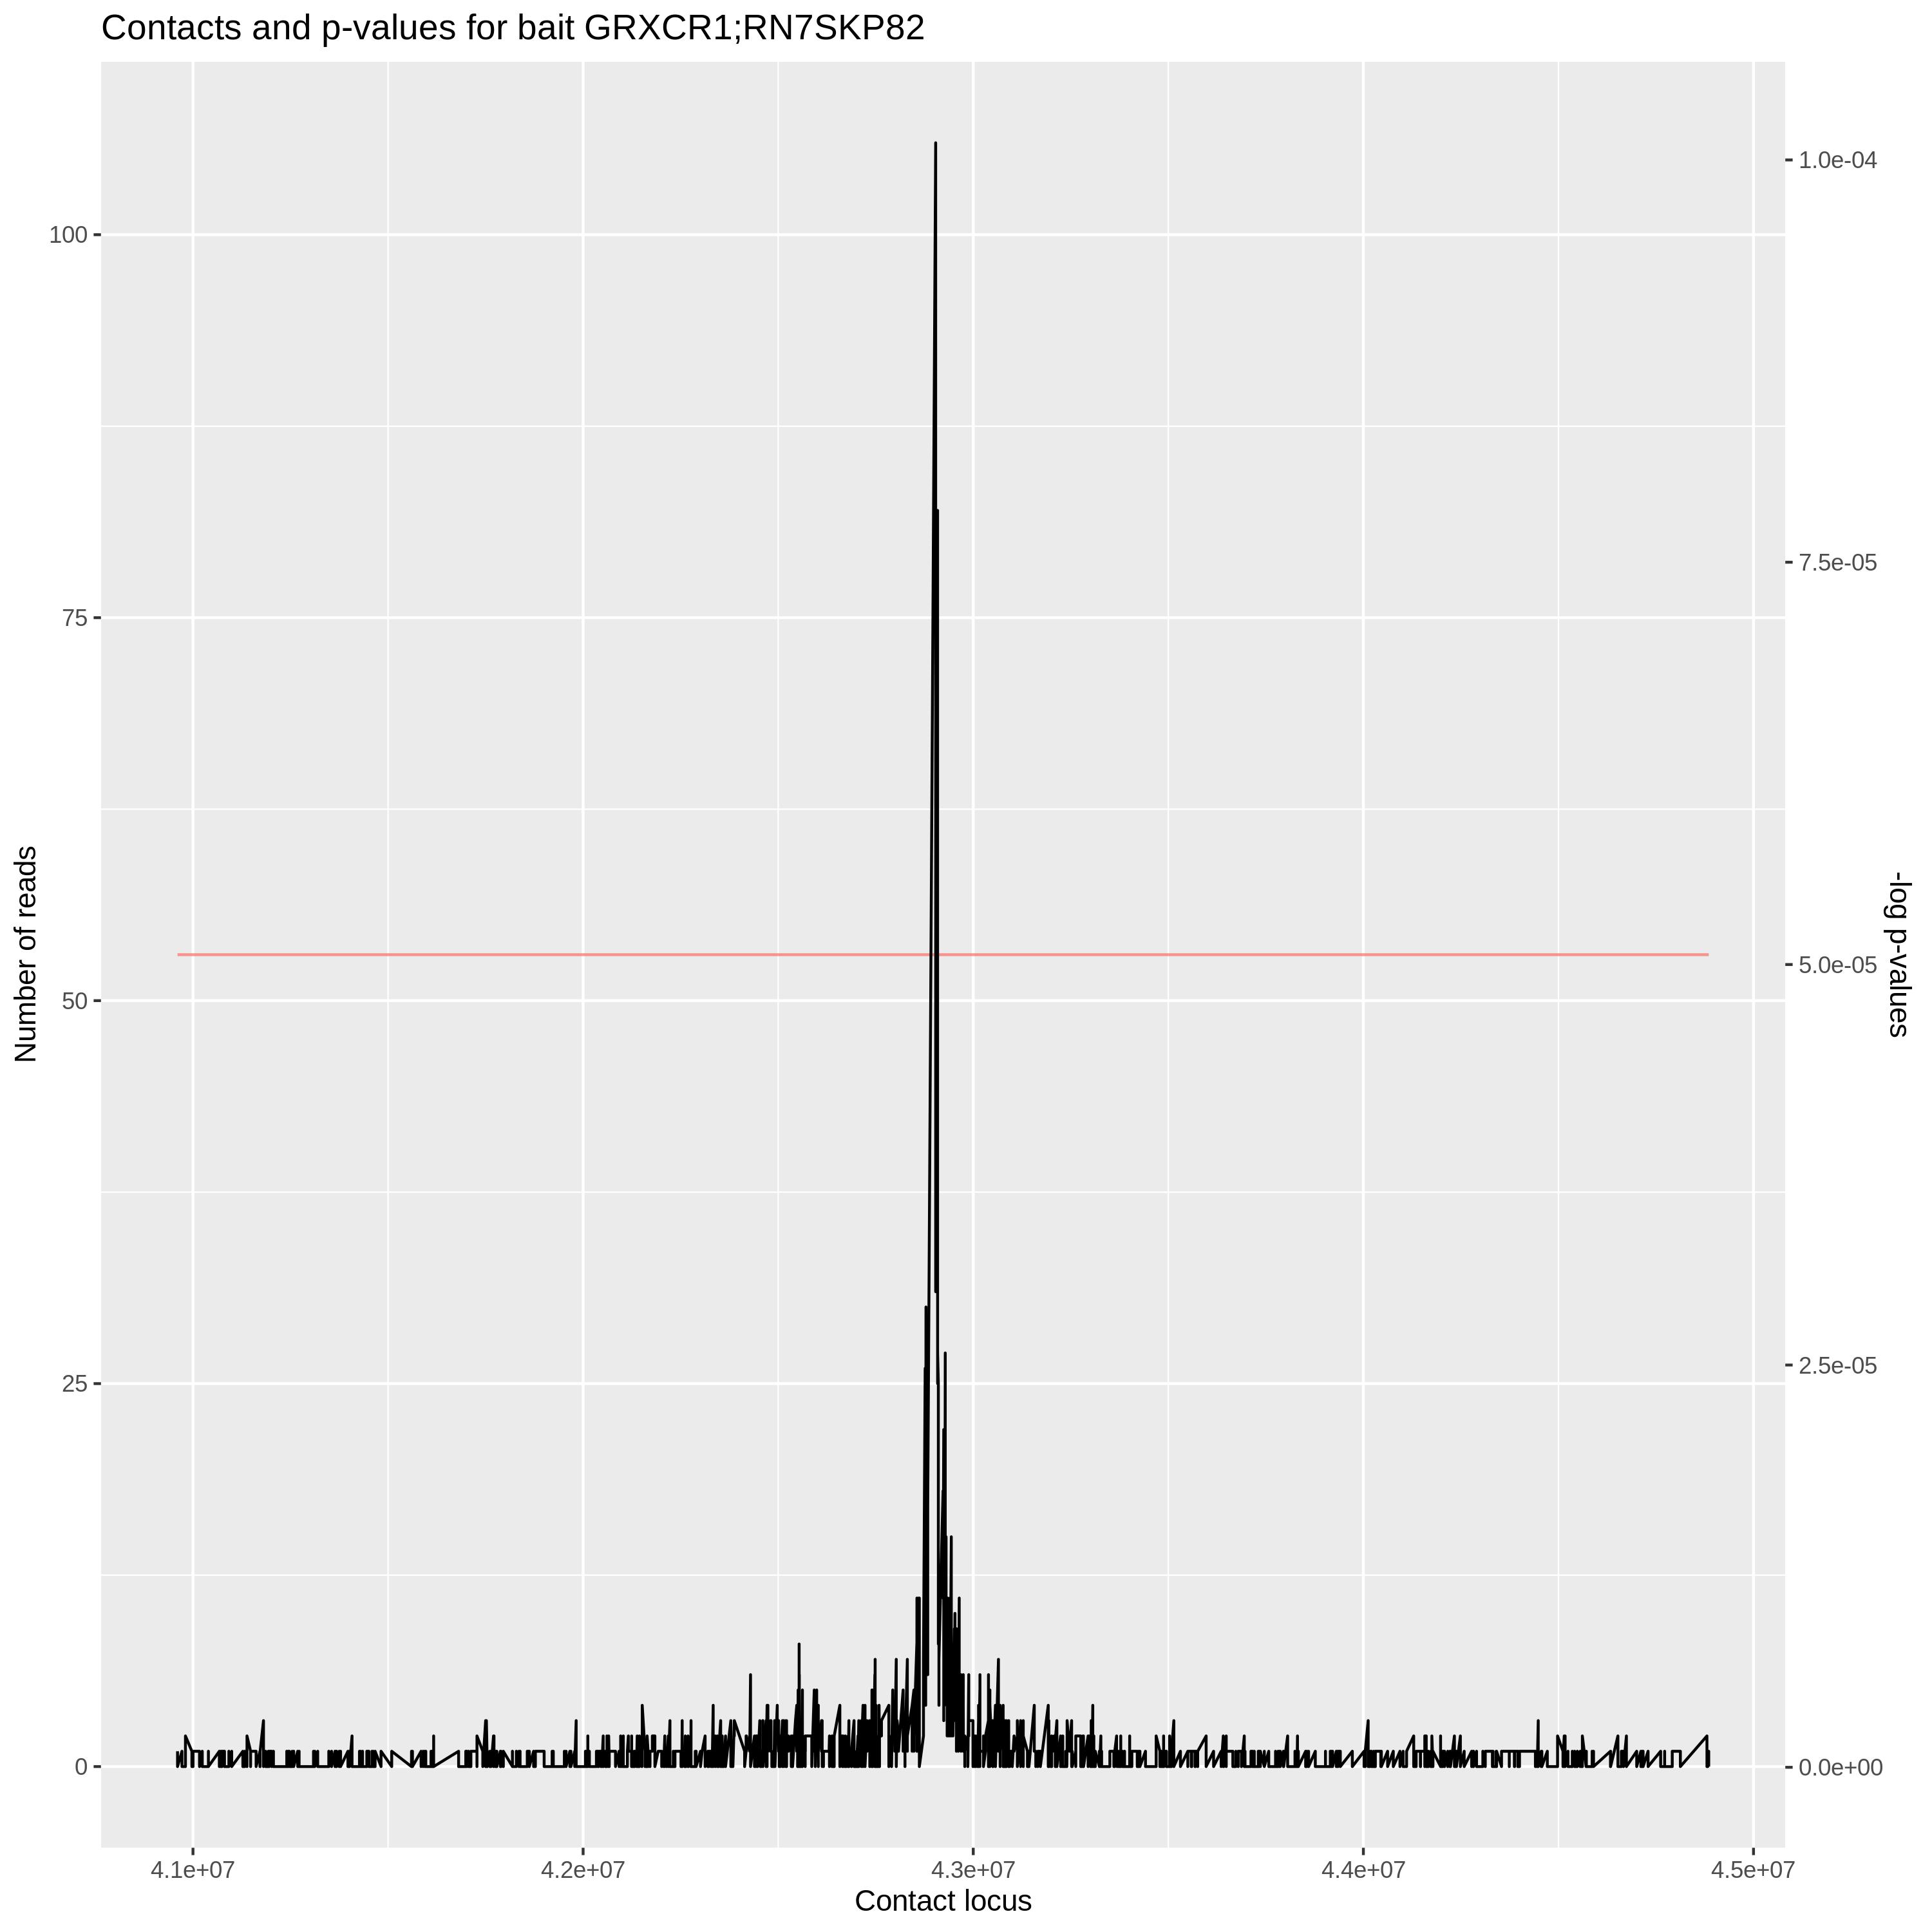 Contacts and p-values for bait GRXCR1;RN7SKP82
1.0e-04
100
7.5e-05
75
Number of reads
-log p-values
5.0e-05
50
2.5e-05
25
0
0.0e+00
4.1e+07 4.2e+07 4.3e+07 4.4e+07 4.5e+07
Contact locus